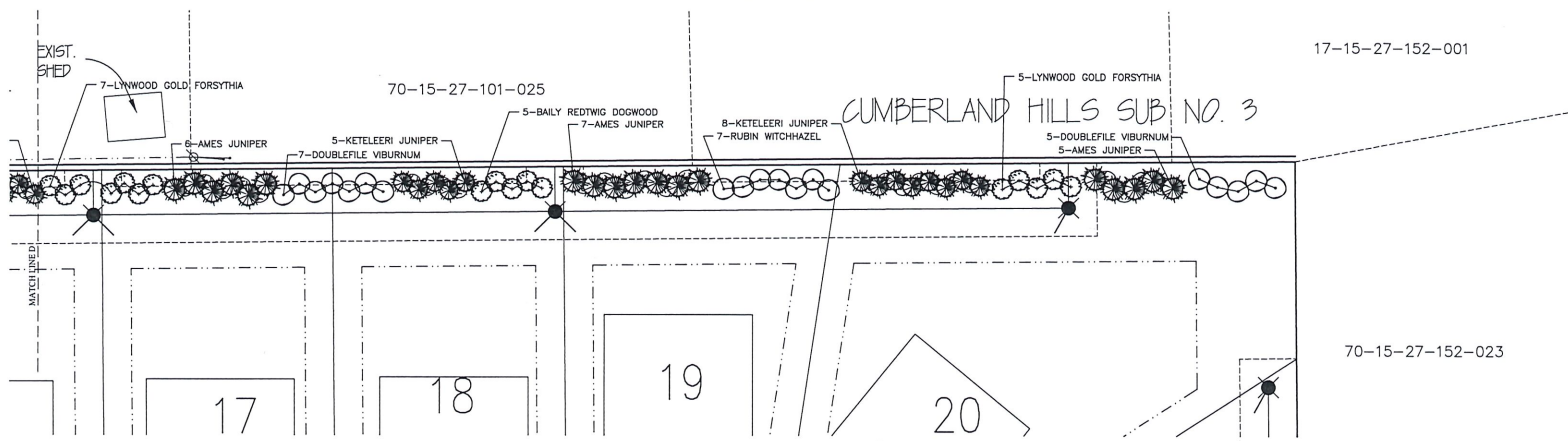 EXIST.
SHED
7-LYNWOOD GOLD FORSYTHIA
70-15-27-101-025
5-LYNWOOD GOLD FORSYTHIA
17-15-27-152-001
CUMBERLAND HILLS SUB NO. 3
5-BAILY REDTWIG DOGWOOD
7-AMES JUNIPER
8-KETELEERI JUNIPER
7-RUBIN WITCHHAZEL
5-DOUBLEFILE VIBURNUM
5-AMES JUNIPER
6-AMES JUNIPER
5-KETELEERI JUNIPER
7-DOUBLEFILE VIBURNUM
MATCHLINE D
70-15-27-152-023
17
18
19
20